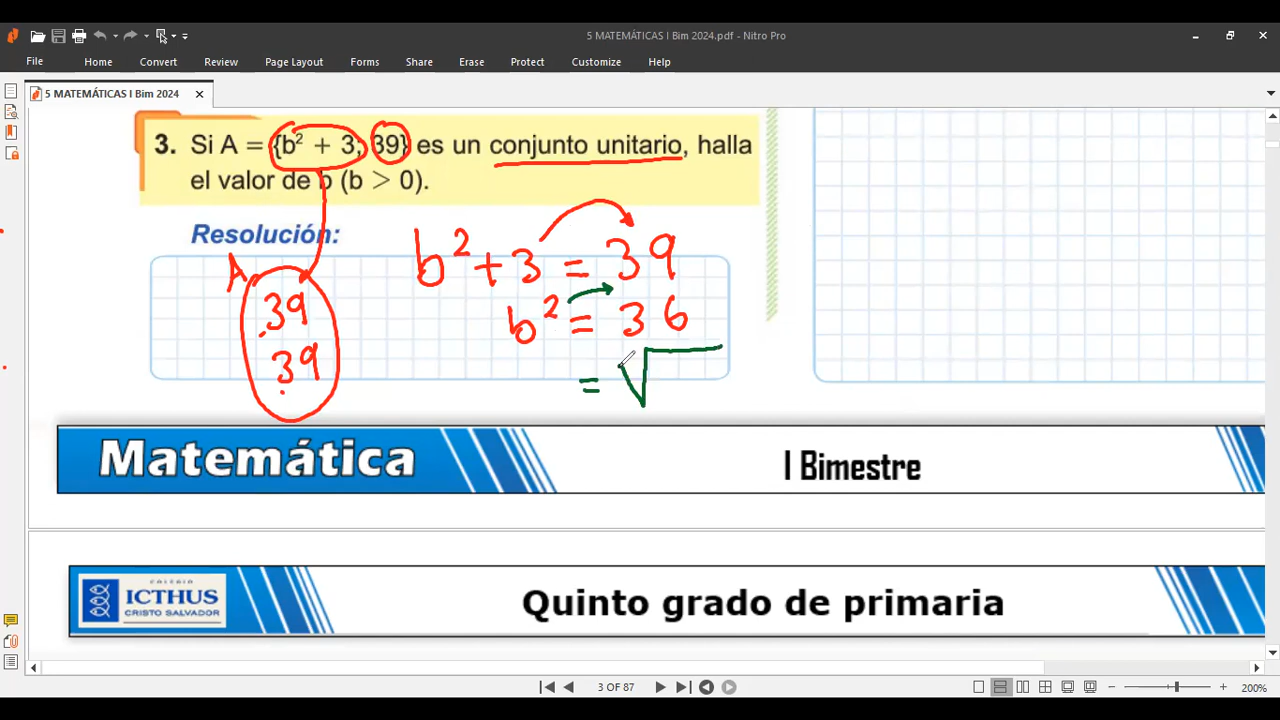 5 MATEMÁTICAS I Bim 2024.pdf - Nitro Pro
File Home Convert Review Page Layout Forms Share Erase Protect Customize Help
5 MATEMÁTICAS I Bim 2024
3. Si A = {b² + 3; 39} es un conjunto unitario, halla
el valor de b (b > 0).
Resolución:
b² + 3 = 39
A
39
39
b² = 36
= √
Matemática
I Bimestre
COLEGIO
ICTHUS
CRISTO SALVADOR
Quinto grado de primaria
3 OF 87
200%